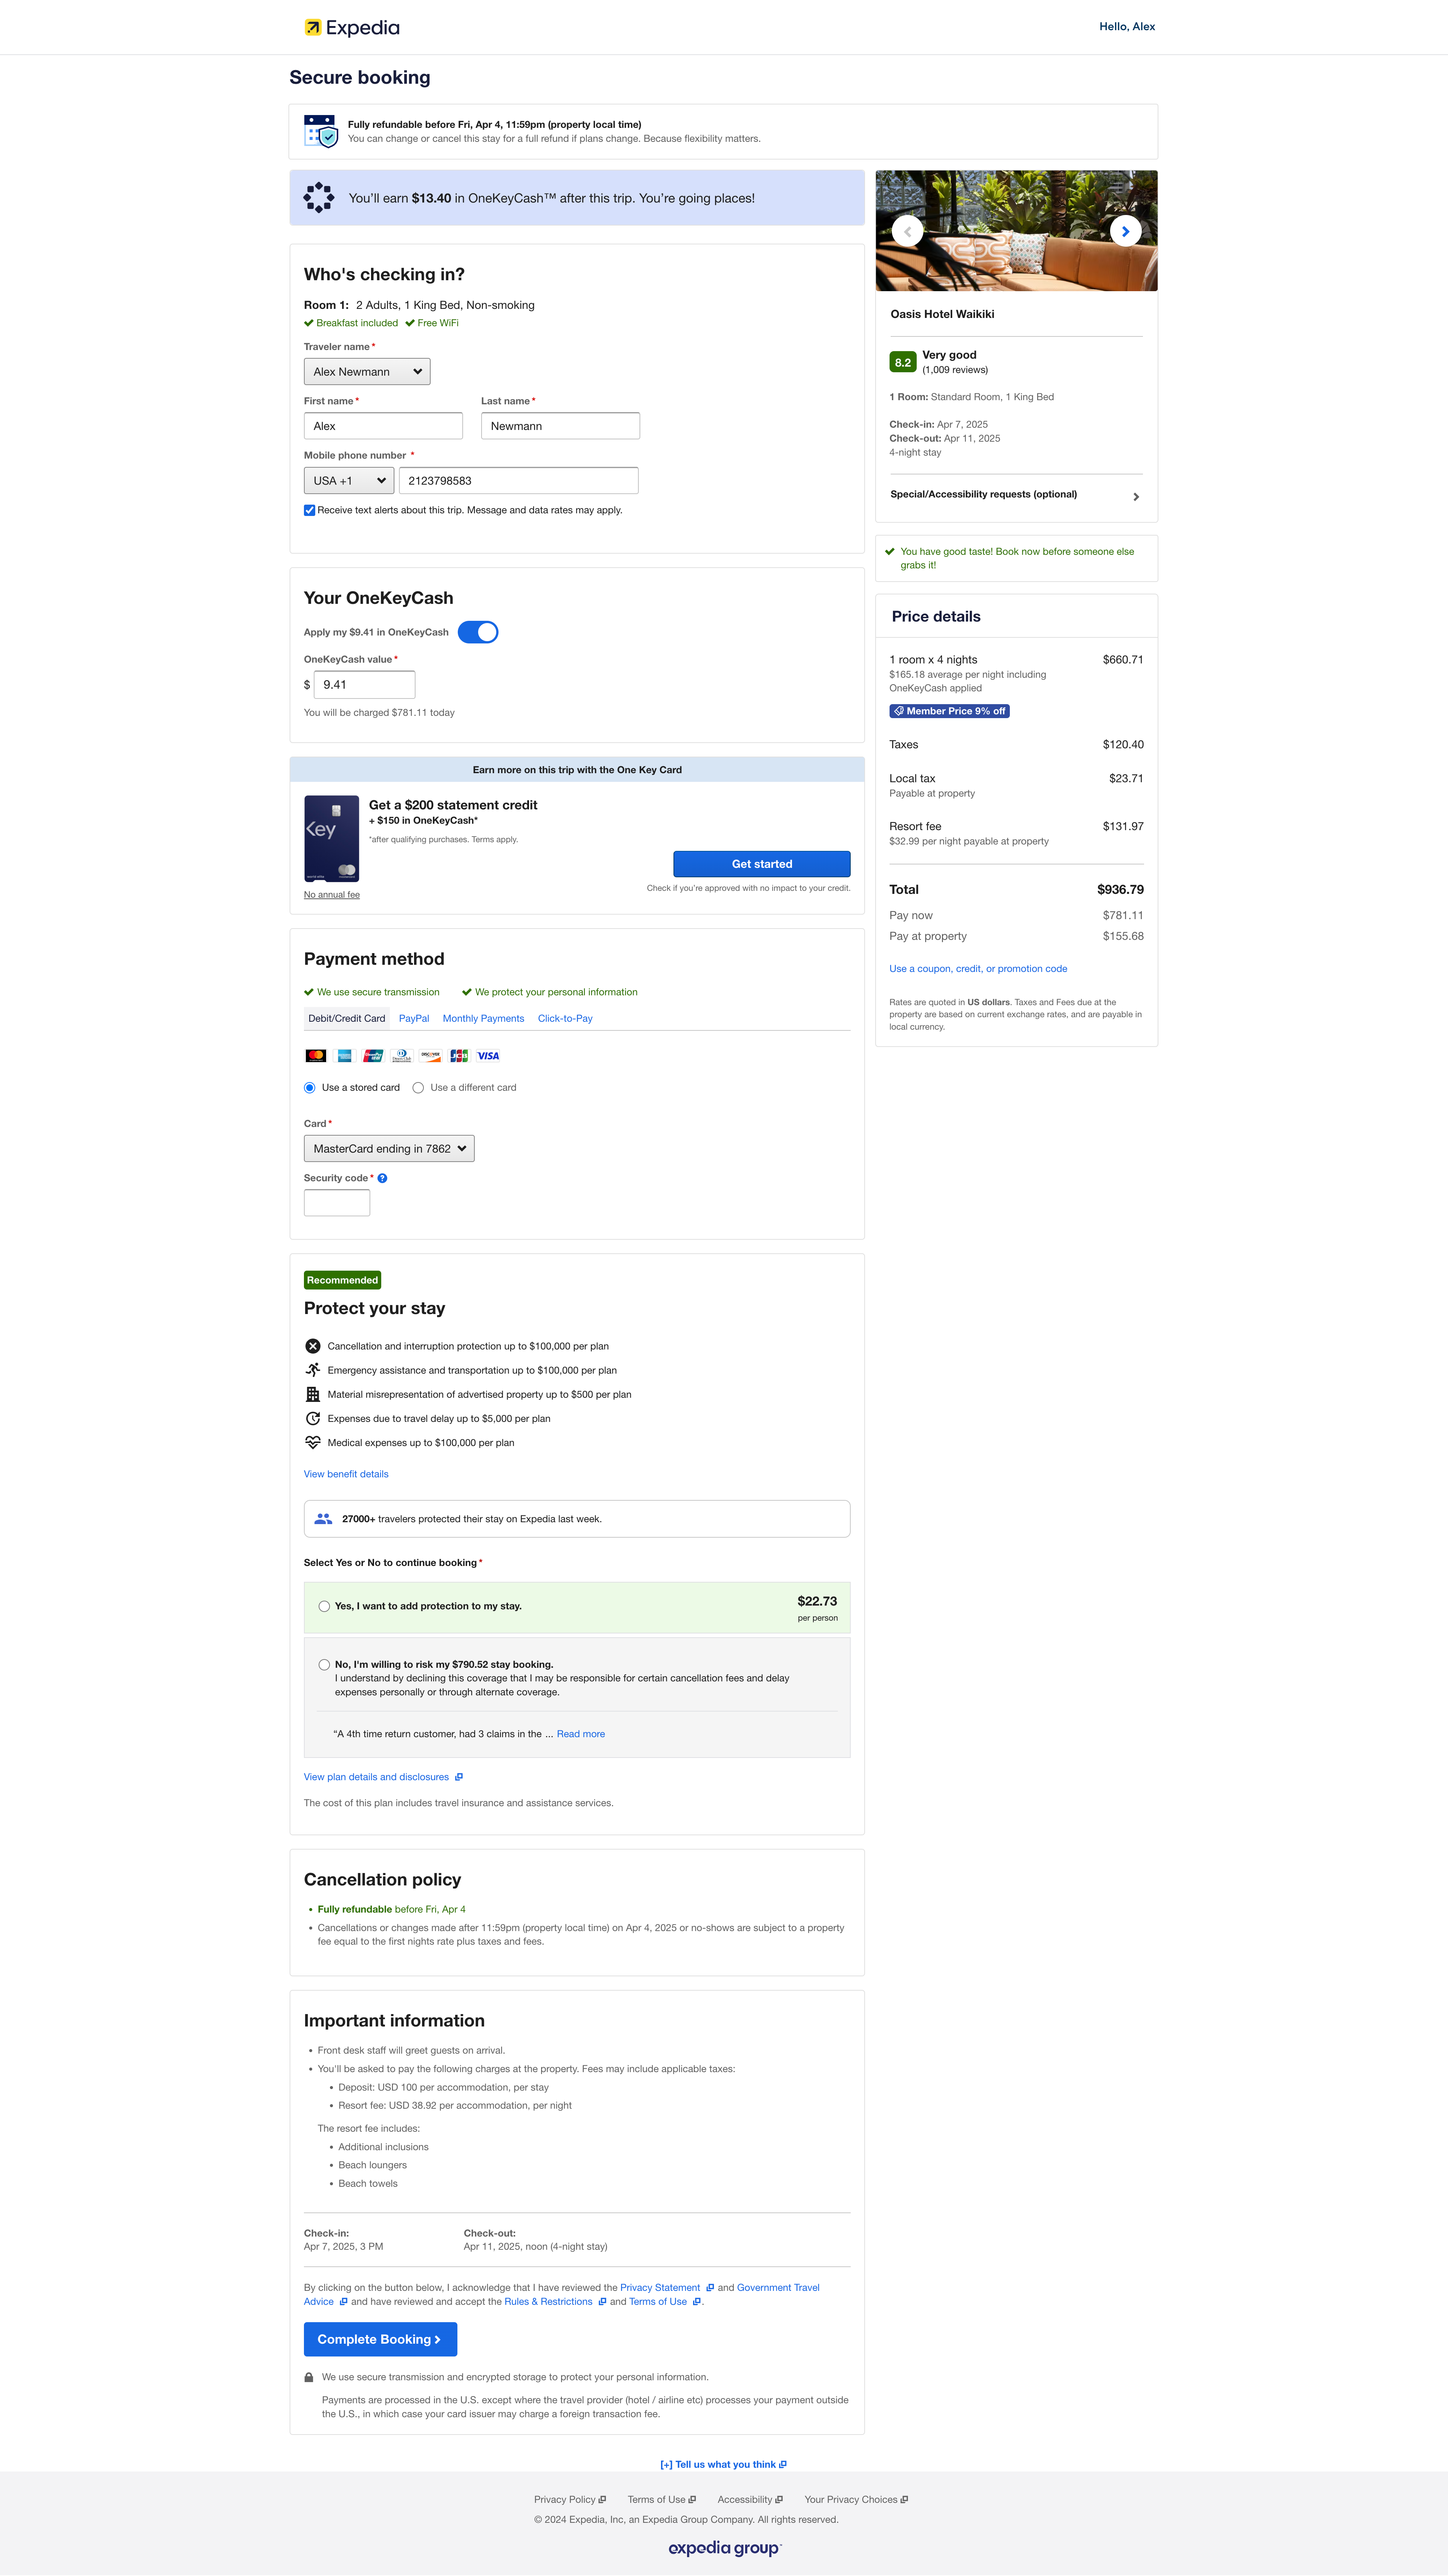 Expedia
Hello, Alex
Secure booking
Fully refundable before Fri, Apr 4, 11:59pm (property local time)
You can change or cancel this stay for a full refund if plans change. Because flexibility matters.
You'll earn $13.40 in OneKeyCash™ after this trip. You're going places!
Who's checking in?
Room 1: 2 Adults, 1 King Bed, Non-smoking
Breakfast included Free WiFi
Traveler name*
Alex Newmann
First name* Last name*
Alex Newmann
Mobile phone number *
USA +1 2123798583
Receive text alerts about this trip. Message and data rates may apply.
Your OneKeyCash
Apply my $9.41 in OneKeyCash
OneKeyCash value*
$ 9.41
You will be charged $781.11 today
Earn more on this trip with the One Key Card
Key
Get a $200 statement credit
+ $150 in OneKeyCash*
*after qualifying purchases. Terms apply.
Get started
No annual fee
Check if you're approved with no impact to your credit.
Payment method
We use secure transmission We protect your personal information
Debit/Credit Card PayPal Monthly Payments Click-to-Pay
DISCOVER JCB VISA
Use a stored card Use a different card
Card*
MasterCard ending in 7862
Security code* ?
Recommended
Protect your stay
Cancellation and interruption protection up to $100,000 per plan
Emergency assistance and transportation up to $100,000 per plan
Material misrepresentation of advertised property up to $500 per plan
Expenses due to travel delay up to $5,000 per plan
Medical expenses up to $100,000 per plan
View benefit details
27000+ travelers protected their stay on Expedia last week.
Select Yes or No to continue booking*
Yes, I want to add protection to my stay. $22.73
per person
No, I'm willing to risk my $790.52 stay booking.
I understand by declining this coverage that I may be responsible for certain cancellation fees and delay
expenses personally or through alternate coverage.
“A 4th time return customer, had 3 claims in the ... Read more
View plan details and disclosures
The cost of this plan includes travel insurance and assistance services.
Cancellation policy
• Fully refundable before Fri, Apr 4
• Cancellations or changes made after 11:59pm (property local time) on Apr 4, 2025 or no-shows are subject to a property
fee equal to the first nights rate plus taxes and fees.
Important information
• Front desk staff will greet guests on arrival.
• You'll be asked to pay the following charges at the property. Fees may include applicable taxes:
• Deposit: USD 100 per accommodation, per stay
• Resort fee: USD 38.92 per accommodation, per night
The resort fee includes:
• Additional inclusions
• Beach loungers
• Beach towels
Check-in: Check-out:
Apr 7, 2025, 3 PM Apr 11, 2025, noon (4-night stay)
By clicking on the button below, I acknowledge that I have reviewed the Privacy Statement and Government Travel
Advice and have reviewed and accept the Rules & Restrictions and Terms of Use.
Complete Booking
We use secure transmission and encrypted storage to protect your personal information.
Payments are processed in the U.S. except where the travel provider (hotel / airline etc) processes your payment outside
the U.S., in which case your card issuer may charge a foreign transaction fee.
Oasis Hotel Waikiki
8.2 Very good
(1,009 reviews)
1 Room: Standard Room, 1 King Bed
Check-in: Apr 7, 2025
Check-out: Apr 11, 2025
4-night stay
Special/Accessibility requests (optional)
You have good taste! Book now before someone else
grabs it!
Price details
1 room x 4 nights $660.71
$165.18 average per night including
OneKeyCash applied
Member Price 9% off
Taxes $120.40
Local tax $23.71
Payable at property
Resort fee $131.97
$32.99 per night payable at property
Total $936.79
Pay now $781.11
Pay at property $155.68
Use a coupon, credit, or promotion code
Rates are quoted in US dollars. Taxes and Fees due at the
property are based on current exchange rates, and are payable in
local currency.
[+] Tell us what you think
Privacy Policy Terms of Use Accessibility Your Privacy Choices
© 2024 Expedia, Inc, an Expedia Group Company. All rights reserved.
expedia group